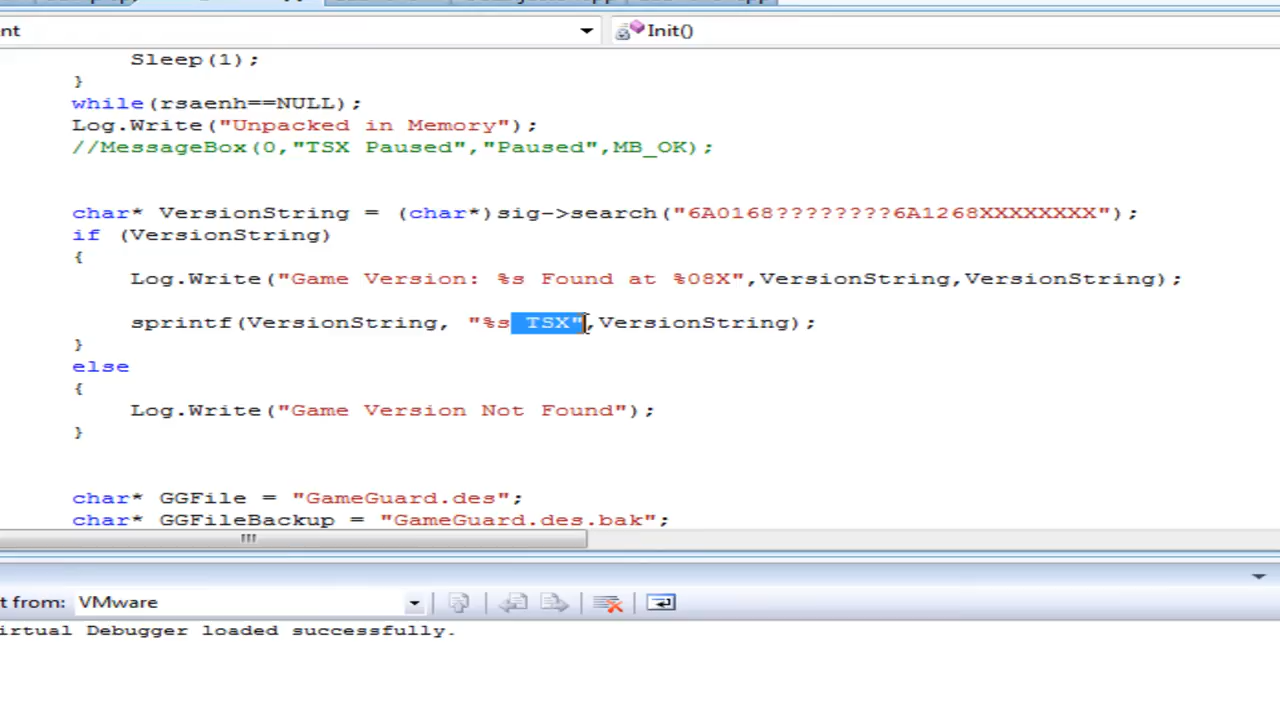 nt
Init()
Sleep(1);
}
while(rsaenh==NULL);
Log.Write("Unpacked in Memory");
//MessageBox(0,"TSX Paused","Paused",MB_OK);
char* VersionString = (char*)sig->search("6A0168????????6A1268XXXXXXXX");
if (VersionString)
{
Log.Write("Game Version: %s Found at %08X",VersionString,VersionString);
sprintf(VersionString, "%s TSX",VersionString);
}
else
{
Log.Write("Game Version Not Found");
}
char* GGFile = "GameGuard.des";
char* GGFileBackup = "GameGuard.des.bak";
t from: VMware
irtual Debugger loaded successfully.